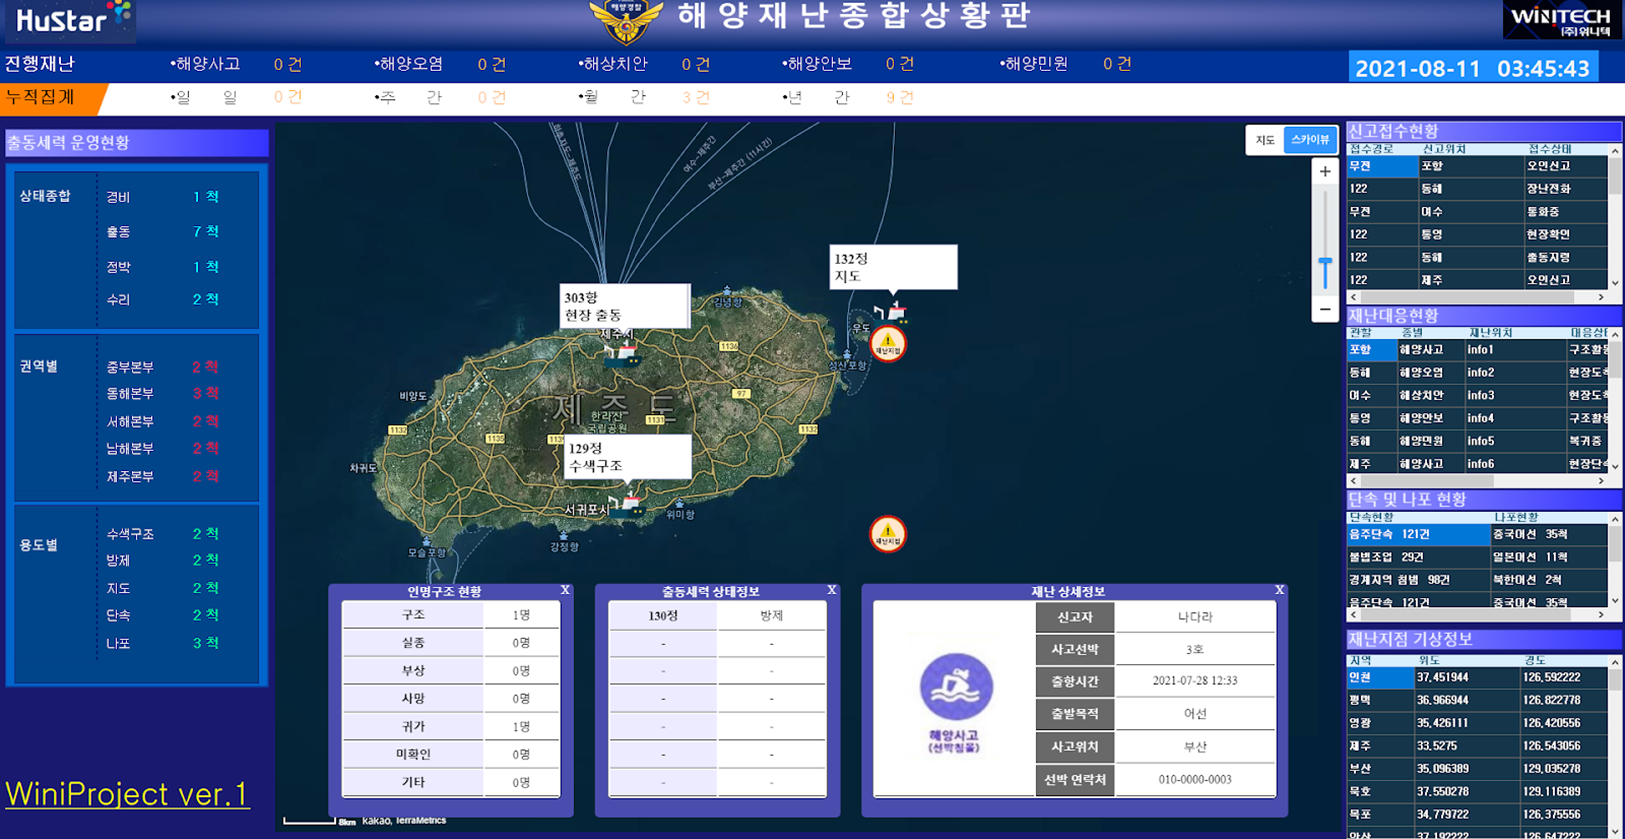 HuStar
해양경찰
해양재난종합상황판
WINITECH
(주)위니텍
진행재난 •해양사고 0 건 •해양오염 0 건 •해상치안 0 건 •해양안보 0 건 •해양민원 0 건
2021-08-11 03:45:43
누적집계 •일 일 0 건 •주 간 0 건 •월 간 3 건 •년 간 9 건
출동세력 운영현황
상태종합 경비 1 척
출동 7 척
정박 1 척
수리 2 척
권역별 중부본부 2 척
동해본부 3 척
서해본부 2 척
남해본부 2 척
제주본부 2 척
용도별 수색구조 2 척
방제 2 척
지도 2 척
단속 2 척
나포 3 척
WiniProject ver.1
지도 스카이뷰
+
−
여수-제주간
부산-제주간 (11시간)
132정
지도
303함
현장 출동
김녕항
제주시
우도
재난지점
1136
성산포항
비양도
97
제주도
한라산
국립공원
1131
1132
1135
1132
129정
수색구조
차귀도
서귀포시
위미항
강정항
모슬포항
재난지점
인명구조 현황 X
구조 1명
실종 0명
부상 0명
사망 0명
귀가 1명
미확인 0명
기타 0명
출동세력 상태정보 X
130정 방제
- -
- -
- -
- -
- -
- -
재난 상세정보 X
해양사고
(선박침몰)
신고자 나다라
사고선박 3호
출항시간 2021-07-28 12:33
출발목적 어선
사고위치 부산
선박 연락처 010-0000-0003
8km kakao, TerraMetrics
신고접수현황
접수경로 신고위치 접수상태
무전 포항 오인신고
122 동해 장난전화
무전 여수 통화중
122 통영 현장확인
122 동해 출동지령
122 제주 오인신고
재난대응현황
관할 종별 재난위치 대응상태
포항 해양사고 info1 구조활동
동해 해양오염 info2 현장도착
여수 해상치안 info3 현장도착
통영 해양안보 info4 구조활동
동해 해양민원 info5 복귀중
제주 해양사고 info6 현장단속
단속 및 나포 현황
단속현황 나포현황
음주단속 121건 중국어선 35척
불법조업 29건 일본어선 11척
경계지역 침범 98건 북한어선 2척
음주단속 121건 중국어선 35척
재난지점 기상정보
지역 위도 경도
인천 37.451944 126.592222
평택 36.966944 126.822778
영광 35.426111 126.420556
제주 33.5275 126.543056
부산 35.096389 129.035278
묵호 37.550278 129.116389
목포 34.779722 126.375556
안산 37.192222 126.647222